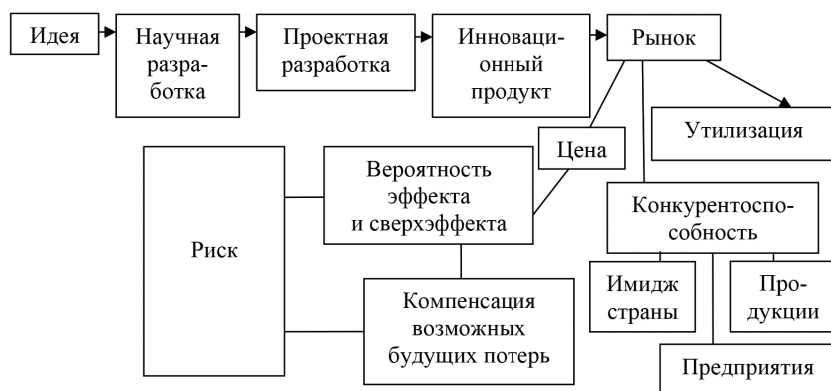 Идея
Научная
разра-
ботка
Проектная
разработка
Инноваци-
онный
продукт
Рынок
Утилизация
Цена
Вероятность
эффекта
и сверхэффекта
Риск
Конкурентоспо-
собность
Имидж
страны
Про-
дукции
Компенсация
возможных
будущих потерь
Предприятия